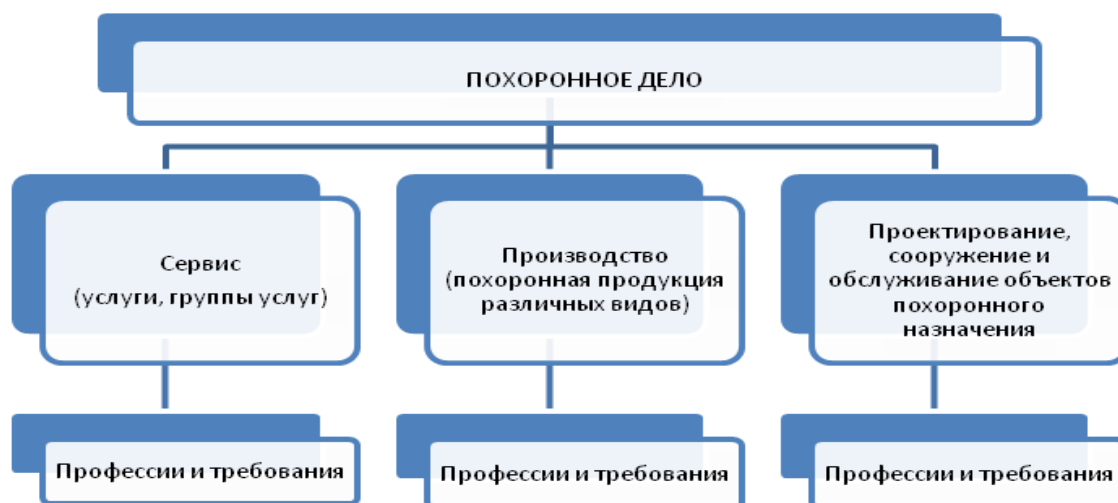 ПОХОРОННОЕ ДЕЛО
Сервис
(услуги, группы услуг)
Производство
(похоронная продукция
различных видов)
Проектирование,
сооружение и
обслуживание объектов
похоронного
назначения
Профессии и требования
Профессии и требования
Профессии и требования